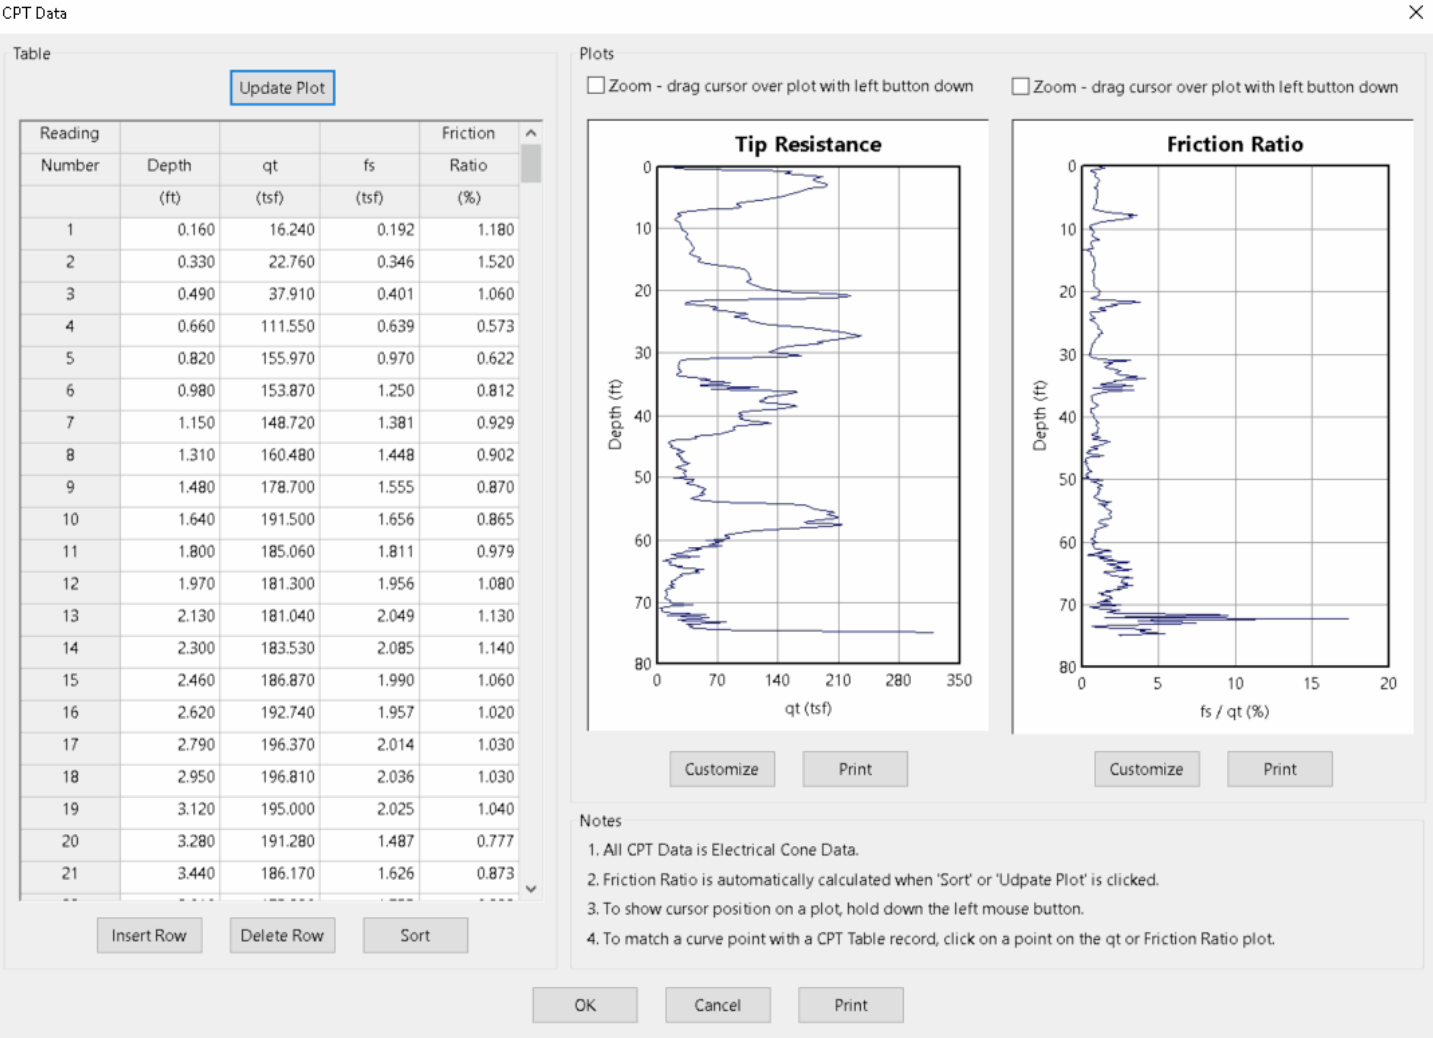 CPT Data
Table
Update Plot
Reading Friction
Number Depth qt fs Ratio
(ft) (tsf) (tsf) (%)
1 0.160 16.240 0.192 1.180
2 0.330 22.760 0.346 1.520
3 0.490 37.910 0.401 1.060
4 0.660 111.550 0.639 0.573
5 0.820 155.970 0.970 0.622
6 0.980 153.870 1.250 0.812
7 1.150 148.720 1.381 0.929
8 1.310 160.480 1.448 0.902
9 1.480 178.700 1.555 0.870
10 1.640 191.500 1.656 0.865
11 1.800 185.060 1.811 0.979
12 1.970 181.300 1.956 1.080
13 2.130 181.040 2.049 1.130
14 2.300 183.530 2.085 1.140
15 2.460 186.870 1.990 1.060
16 2.620 192.740 1.957 1.020
17 2.790 196.370 2.014 1.030
18 2.950 196.810 2.036 1.030
19 3.120 195.000 2.025 1.040
20 3.280 191.280 1.487 0.777
21 3.440 186.170 1.626 0.873
Insert Row Delete Row Sort
Plots
Zoom - drag cursor over plot with left button down
Tip Resistance
0
10
20
30
40
50
60
70
80
Depth (ft)
0 70 140 210 280 350
qt (tsf)
Customize Print
Zoom - drag cursor over plot with left button down
Friction Ratio
0
10
20
30
40
50
60
70
80
Depth (ft)
0 5 10 15 20
fs / qt (%)
Customize Print
Notes
1. All CPT Data is Electrical Cone Data.
2. Friction Ratio is automatically calculated when 'Sort' or 'Udpate Plot' is clicked.
3. To show cursor position on a plot, hold down the left mouse button.
4. To match a curve point with a CPT Table record, click on a point on the qt or Friction Ratio plot.
OK Cancel Print